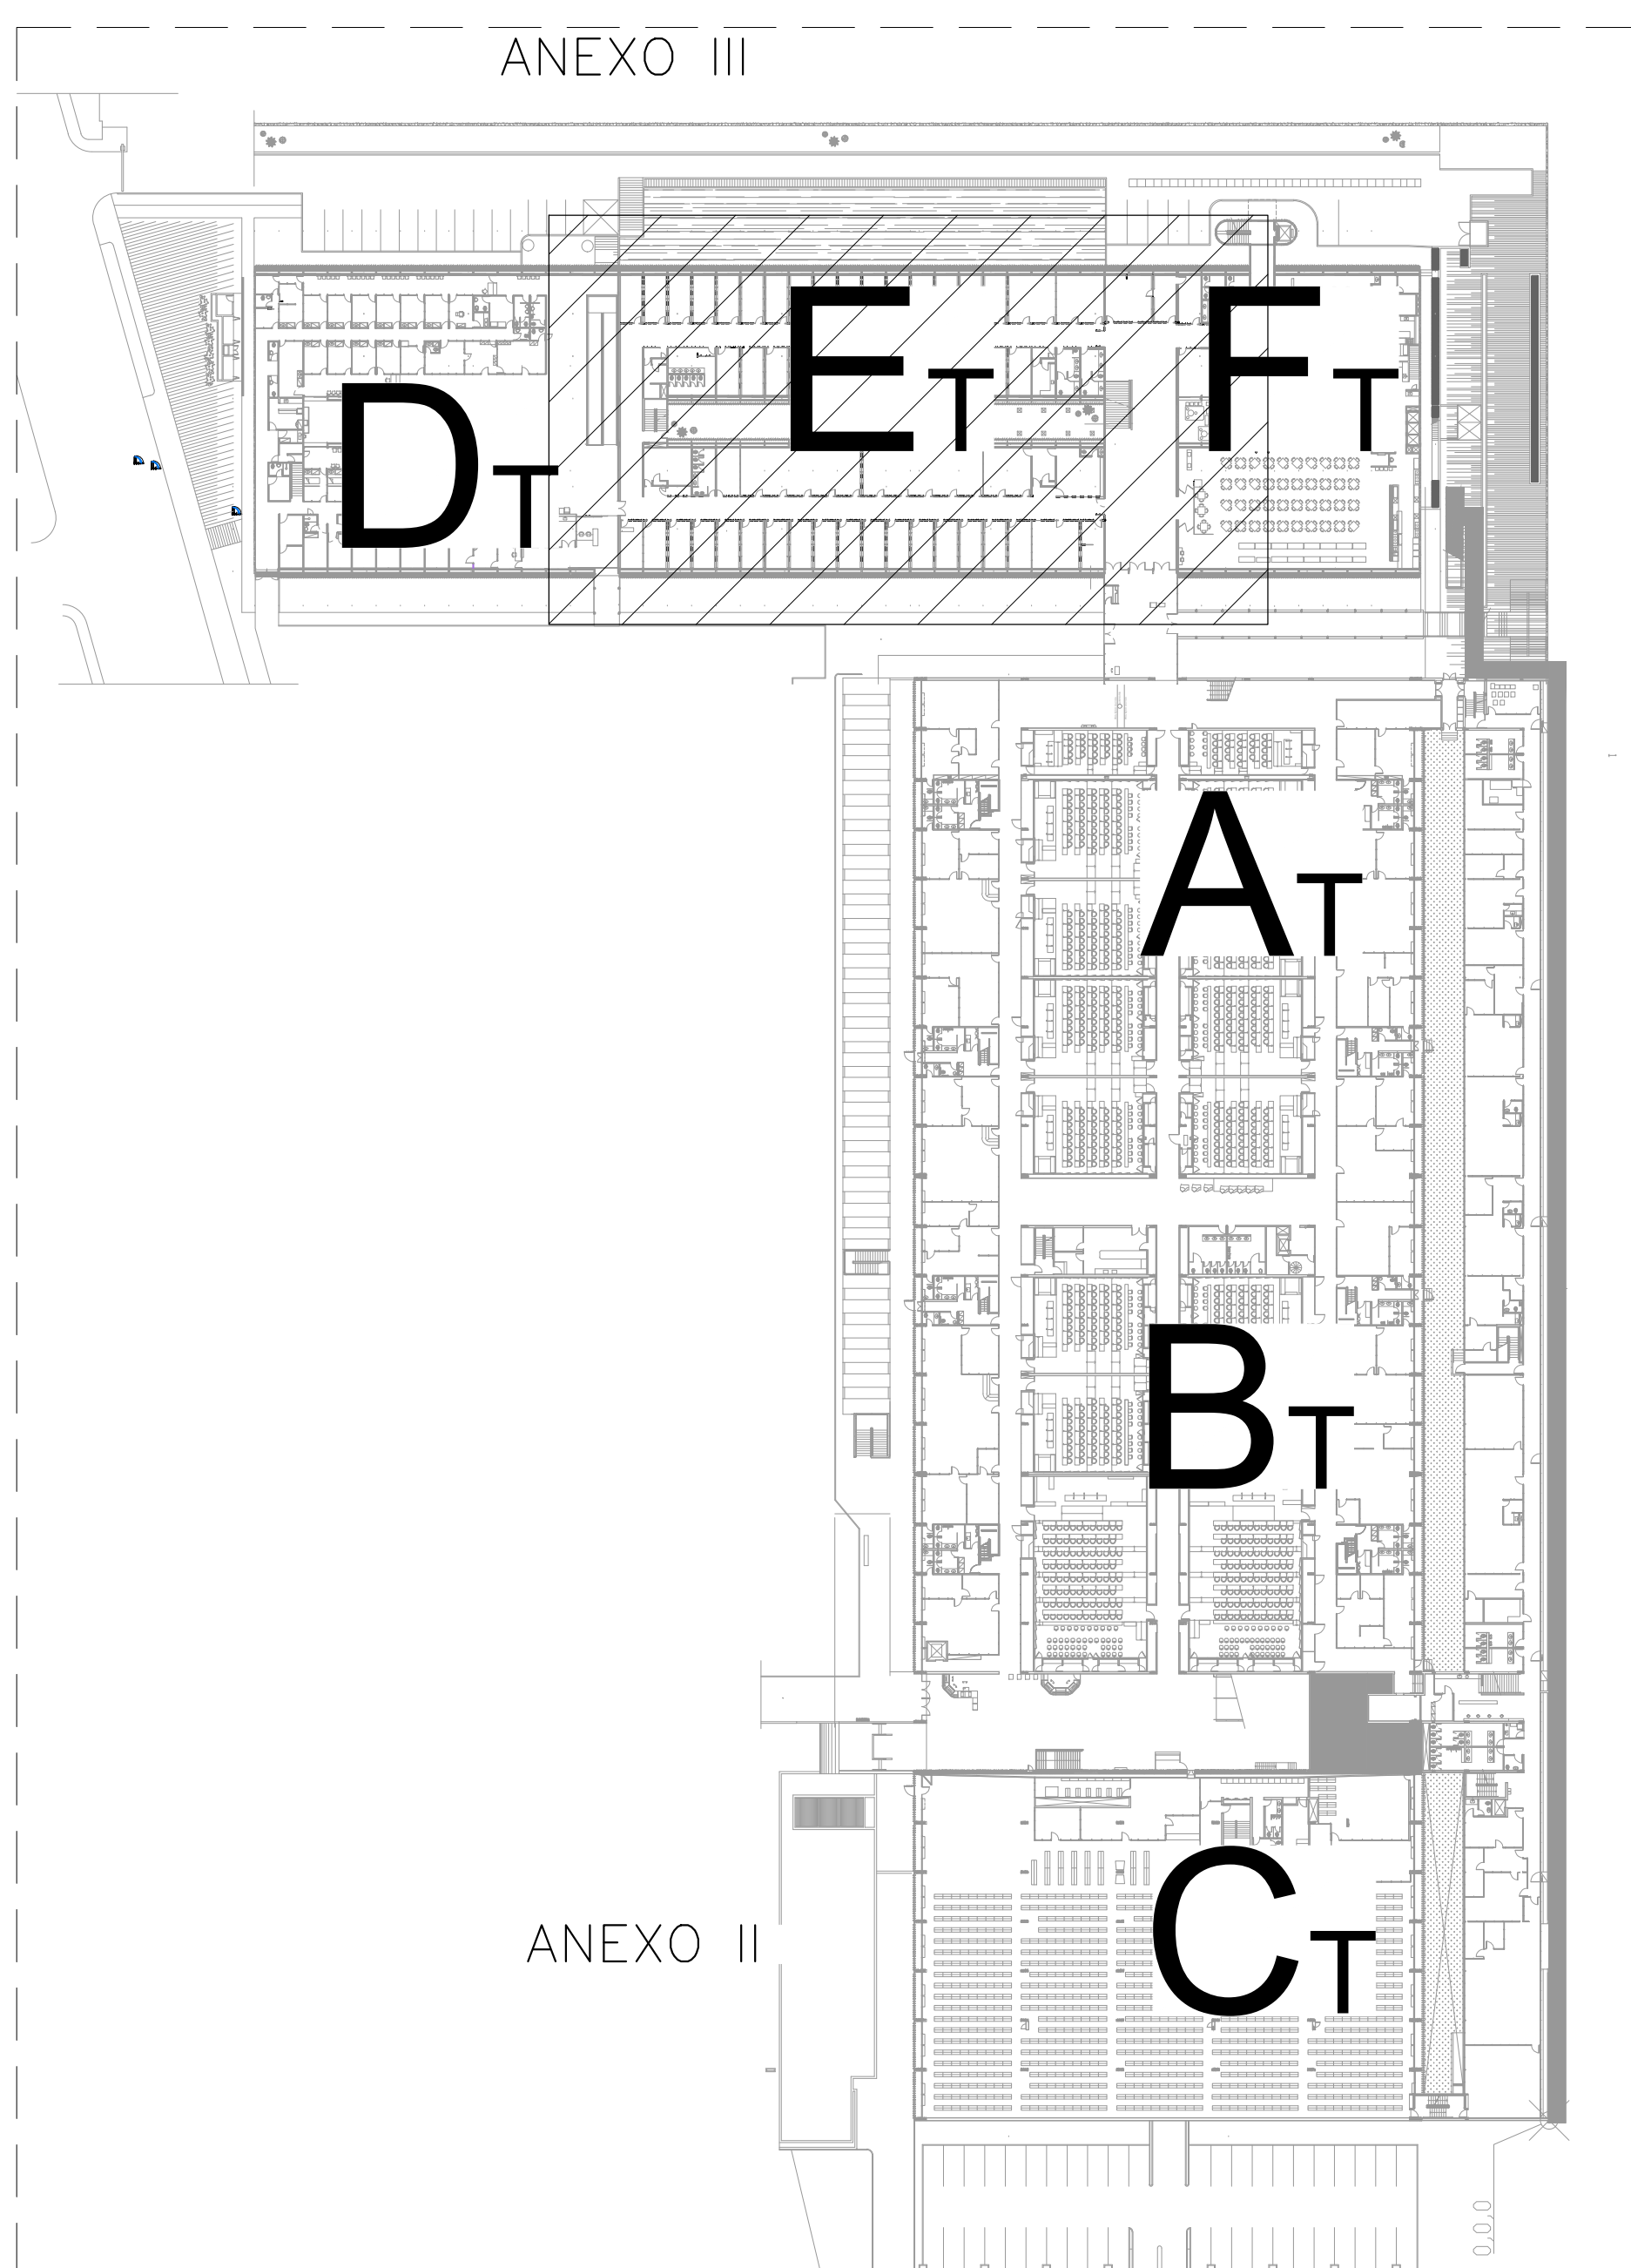 ANEXO III
DT
ET
FT
AT
BT
ANEXO II
CT